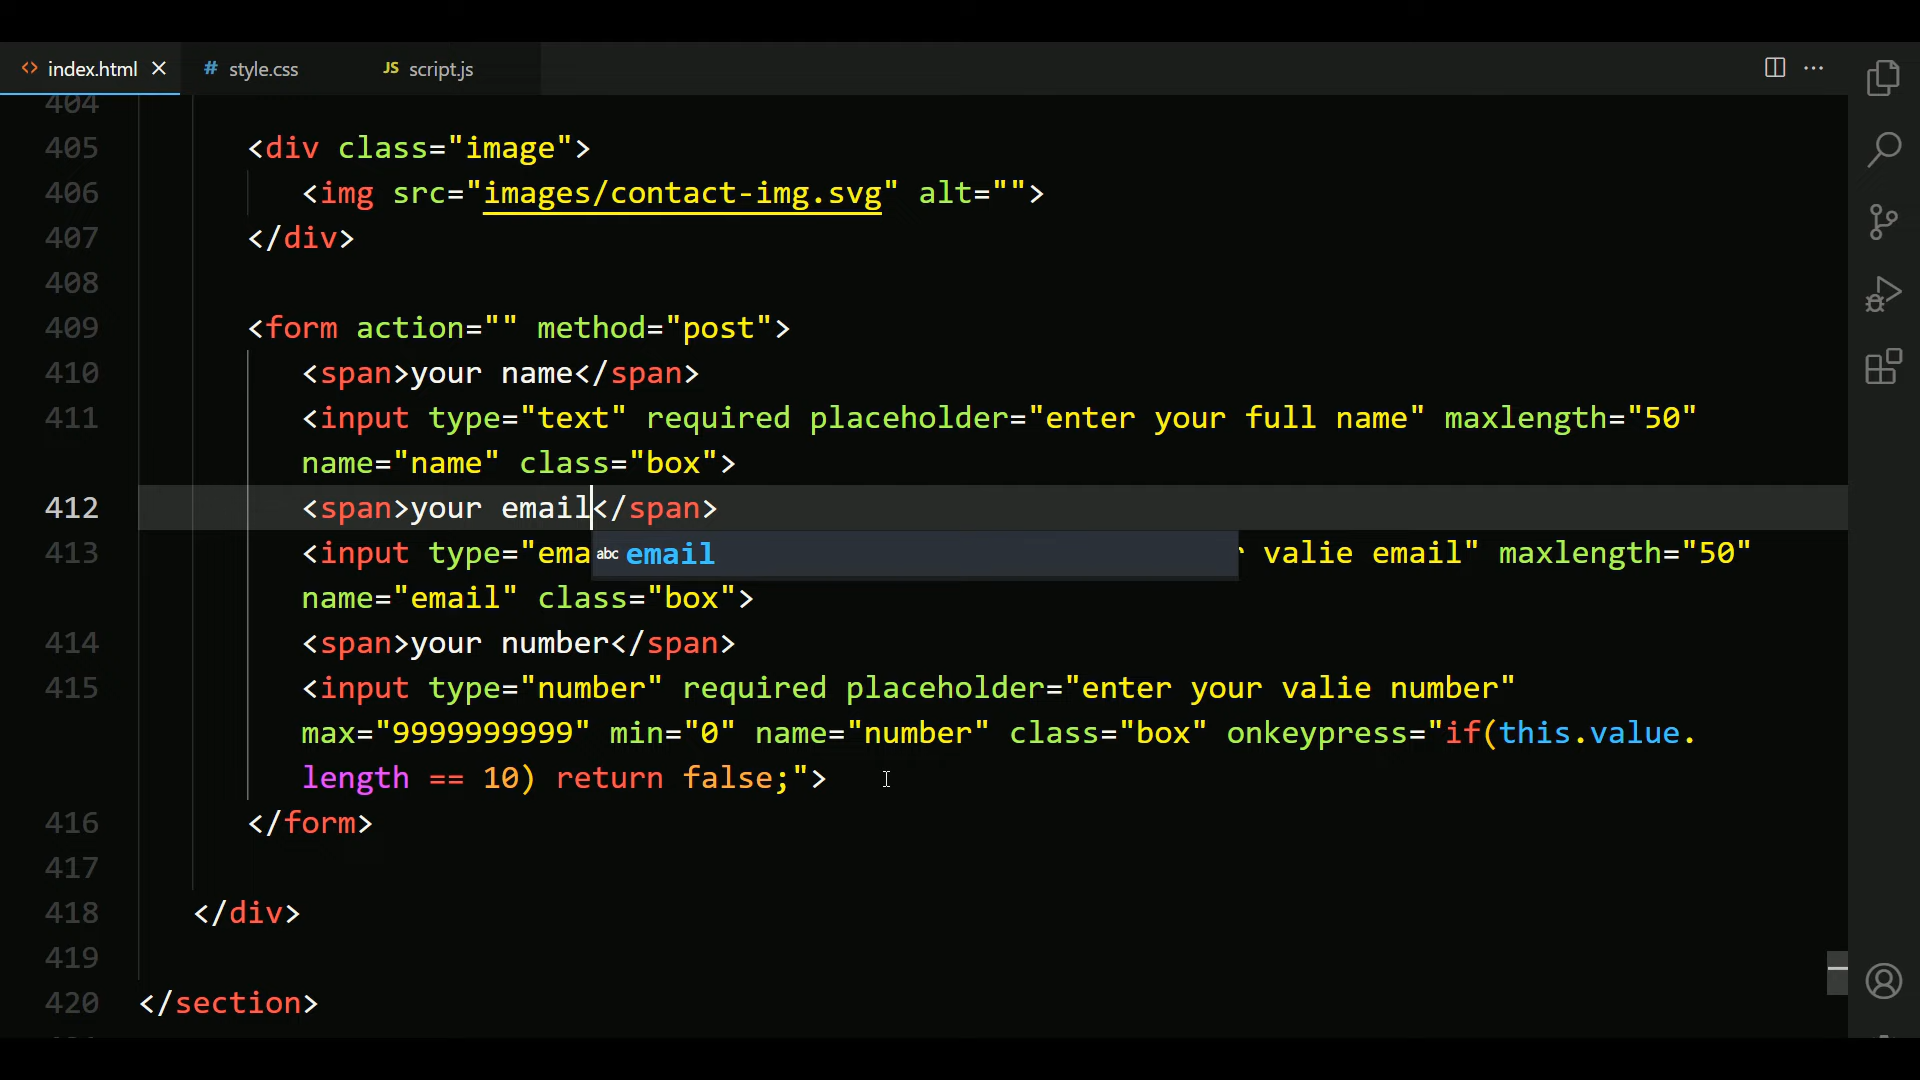 index.html × # style.css JS script.js
404
405 <div class="image">
406 <img src="images/contact-img.svg" alt="">
407 </div>
408
409 <form action="" method="post">
410 <span>your name</span>
411 <input type="text" required placeholder="enter your full name" maxlength="50"
name="name" class="box">
412 <span>your email</span>
413 <input type="ema abc email valie email" maxlength="50"
name="email" class="box">
414 <span>your number</span>
415 <input type="number" required placeholder="enter your valie number"
max="9999999999" min="0" name="number" class="box" onkeypress="if(this.value.
length == 10) return false;">
416 </form>
417
418 </div>
419
420 </section>